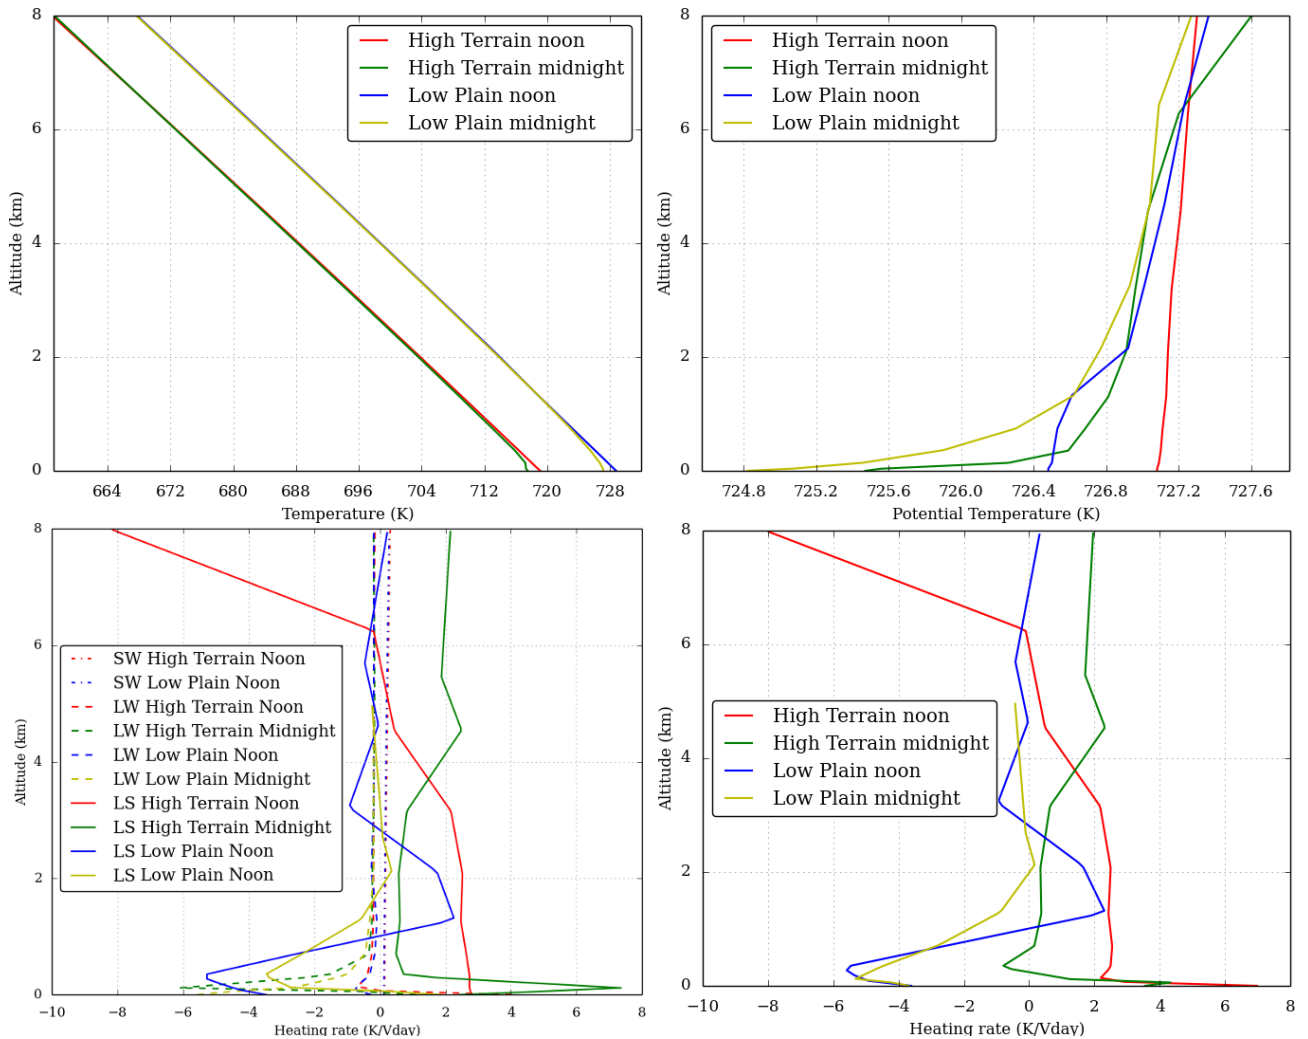 8
6
4
2
0
Altitude (km)
High Terrain noon
High Terrain midnight
Low Plain noon
Low Plain midnight
664 672 680 688 696 704 712 720 728
Temperature (K)
8
6
4
2
0
Altitude (km)
High Terrain noon
High Terrain midnight
Low Plain noon
Low Plain midnight
724.8 725.2 725.6 726.0 726.4 726.8 727.2 727.6
Potential Temperature (K)
8
6
4
2
0
Altitude (km)
SW High Terrain Noon
SW Low Plain Noon
LW High Terrain Noon
LW High Terrain Midnight
LW Low Plain Noon
LW Low Plain Midnight
LS High Terrain Noon
LS High Terrain Midnight
LS Low Plain Noon
LS Low Plain Noon
−10 −8 −6 −4 −2 0 2 4 6 8
Heating rate (K/Vday)
8
6
4
2
0
Altitude (km)
High Terrain noon
High Terrain midnight
Low Plain noon
Low Plain midnight
−10 −8 −6 −4 −2 0 2 4 6 8
Heating rate (K/Vday)